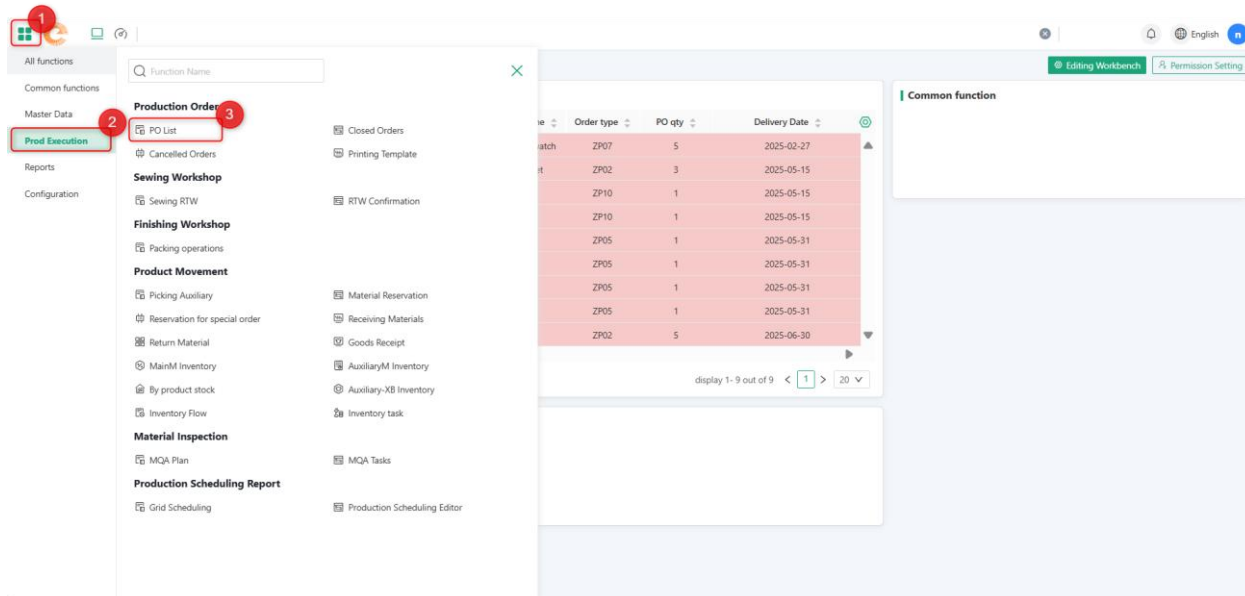 1
English
n
All functions
Common functions
Master Data
2
Prod Execution
Reports
Configuration
Function Name
Production Order
3
PO List
Closed Orders
Cancelled Orders
Printing Template
Sewing Workshop
Sewing RTW
RTW Confirmation
Finishing Workshop
Packing operations
Product Movement
Picking Auxiliary
Material Reservation
Reservation for special order
Receiving Materials
Return Material
Goods Receipt
MainM Inventory
AuxiliaryM Inventory
By product stock
Auxiliary-XB Inventory
Inventory Flow
Inventory task
Material Inspection
MQA Plan
MQA Tasks
Production Scheduling Report
Grid Scheduling
Production Scheduling Editor
Editing Workbench
Permission Setting
Order type PO qty Delivery Date
ZP07 5 2025-02-27
ZP02 3 2025-05-15
ZP10 1 2025-05-15
ZP10 1 2025-05-15
ZP05 1 2025-05-31
ZP05 1 2025-05-31
ZP05 1 2025-05-31
ZP05 1 2025-05-31
ZP02 5 2025-06-30
display 1- 9 out of 9 < 1 > 20
Common function